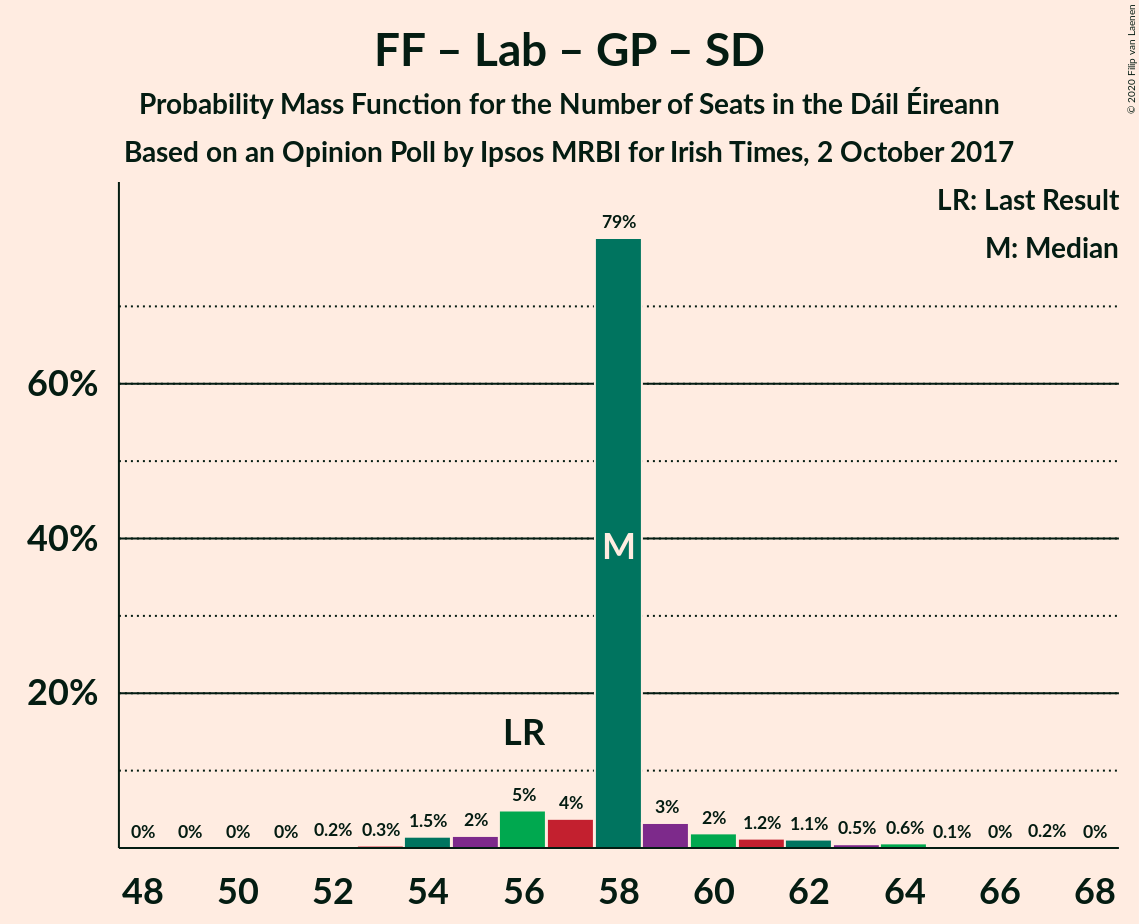 FF – Lab – GP – SD
Probability Mass Function for the Number of Seats in the Dáil Éireann
Based on an Opinion Poll by Ipsos MRBI for Irish Times, 2 October 2017
© 2020 Filip van Laenen
LR: Last Result
M: Median
60%
40%
20%
0%
0%
0%
0%
0.2%
0.3%
1.5%
2%
5%
4%
79%
3%
2%
1.2%
1.1%
0.5%
0.6%
0.1%
0%
0.2%
0%
LR
M
48 50 52 54 56 58 60 62 64 66 68